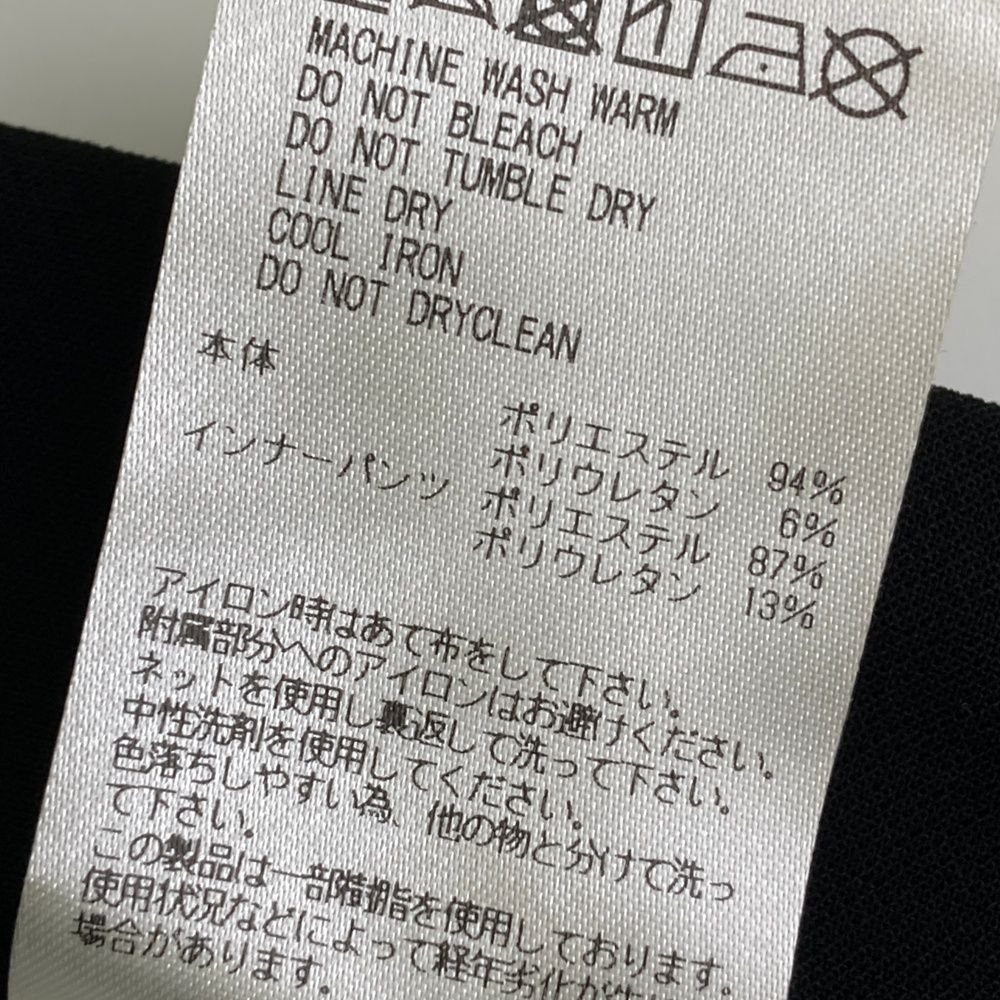 MACHINE WASH WARM
DO NOT BLEACH
DO NOT TUMBLE DRY
LINE DRY
COOL IRON
DO NOT DRYCLEAN
本体 ポリエステル 94%
ポリウレタン 6%
インナーパンツ ポリエステル 87%
ポリウレタン 13%
アイロン時はあて布をして下さい。
附属部分へのアイロンはお避けください。
ネットを使用し裏返して洗って下さい。
中性洗剤を使用してください。
色落ちしやすい為、他の物と分けて洗っ
て下さい。
この製品は一部樹脂を使用しております。
使用状況などによって経年劣化が
場合があります。